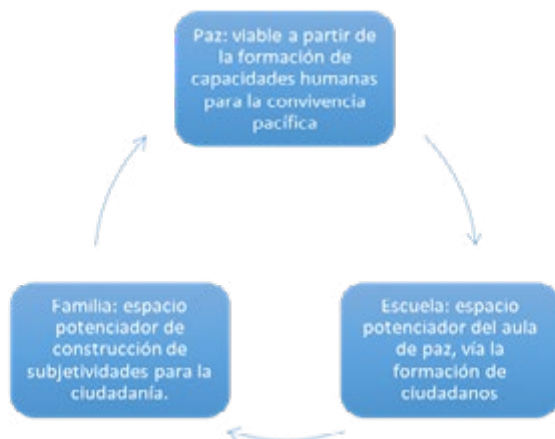 Paz: viable a partir de
la formación de
capacidades humanas
para la convivencia
pacífica
Familia: espacio
potenciador de
construcción de
subjetividades para la
ciudadanía.
Escuela: espacio
potenciador del aula
de paz, vía la
formación de
ciudadanos